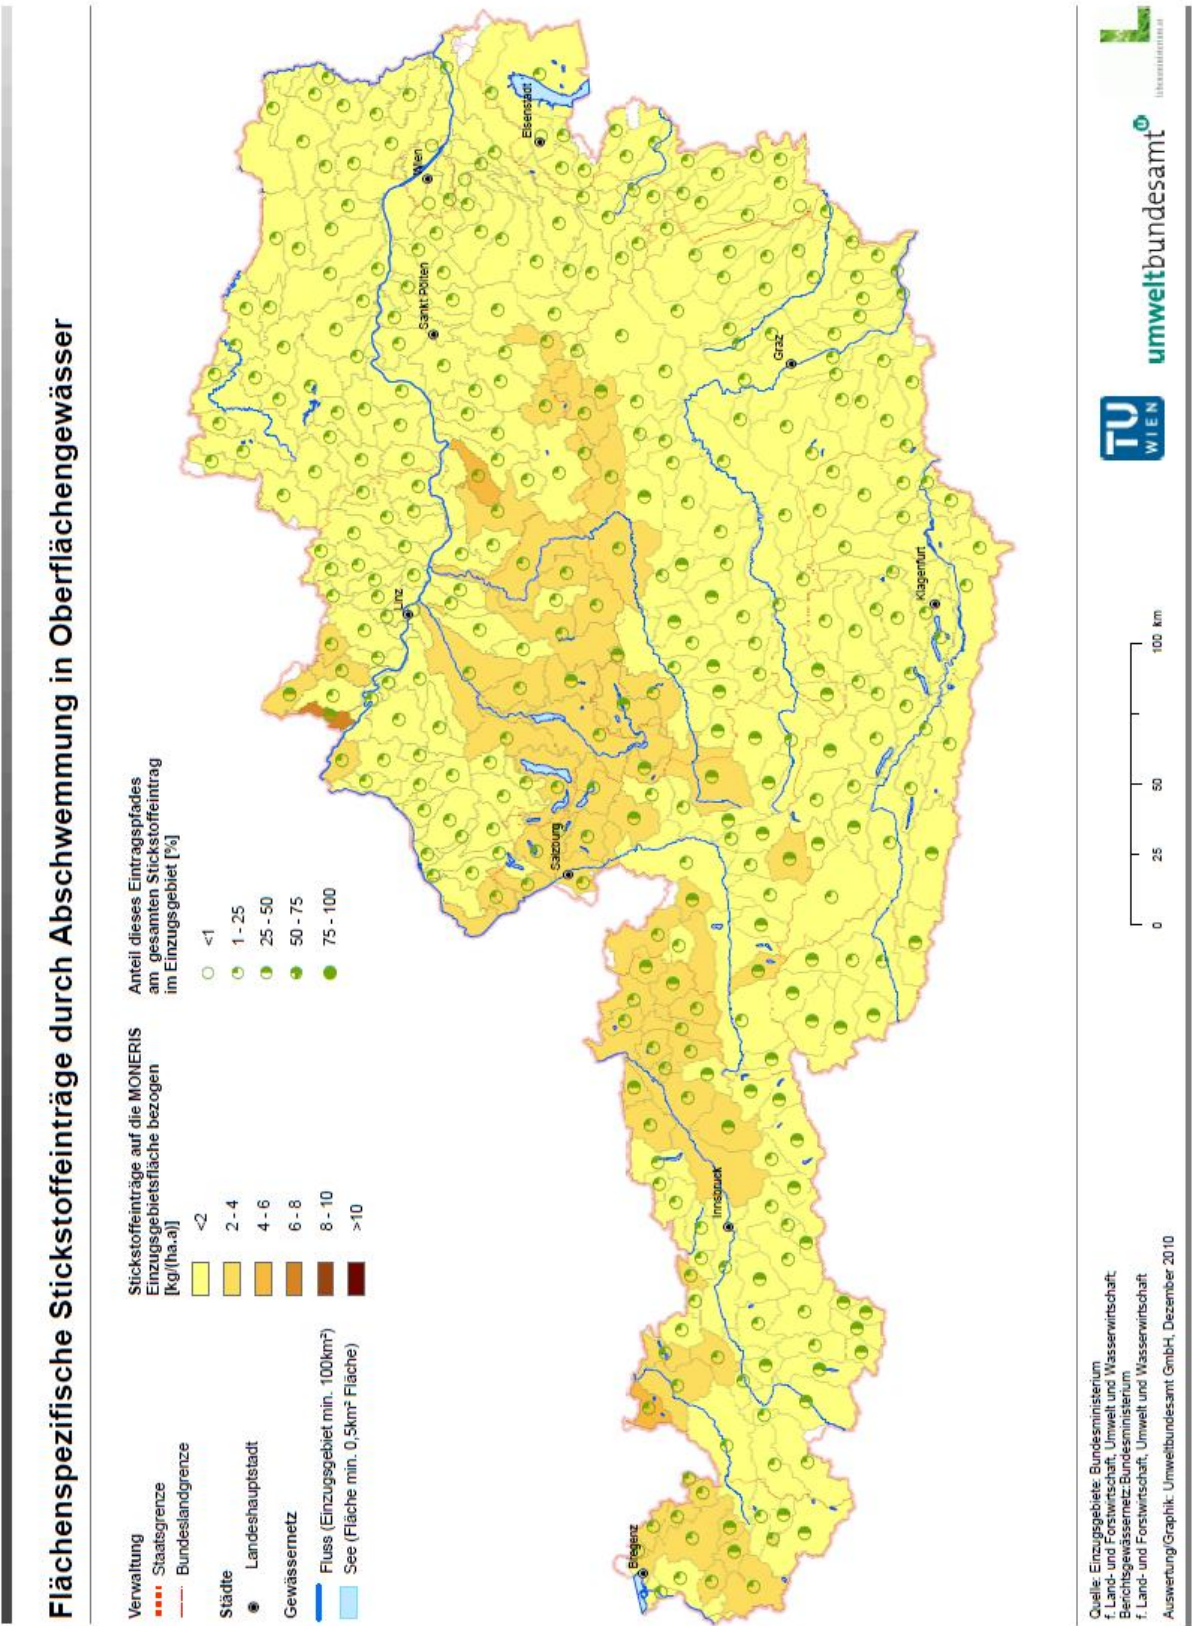 Flächenspezifische Stickstoffeinträge durch Abschwemmung in Oberflächengewässer
Verwaltung
Staatsgrenze
Bundeslandgrenze
Städte
Landeshauptstadt
Gewässernetz
Fluss (Einzugsgebiet min. 100km²)
See (Fläche min. 0,5km² Fläche)
Stickstoffeinträge auf die MONERIS
Einzugsgebietsfläche bezogen
[kg/(ha.a)]
<2
2 - 4
4 - 6
6 - 8
8 - 10
>10
Anteil dieses Eintragspfades
am gesamten Stickstoffeintrag
im Einzugsgebiet [%]
<1
1 - 25
25 - 50
50 - 75
75 - 100
Linz
Sankt Pölten
Wien
Eisenstadt
Salzburg
Bregenz
Innsbruck
Graz
Klagenfurt
Quelle: Einzugsgebiete: Bundesministerium
f. Land- und Forstwirtschaft, Umwelt und Wasserwirtschaft;
Berichtsgewässernetz:Bundesministerium
f. Land- und Forstwirtschaft, Umwelt und Wasserwirtschaft
Auswertung/Graphik: Umweltbundesamt GmbH, Dezember 2010
0 25 50 100 km
TU
WIEN
umweltbundesamt